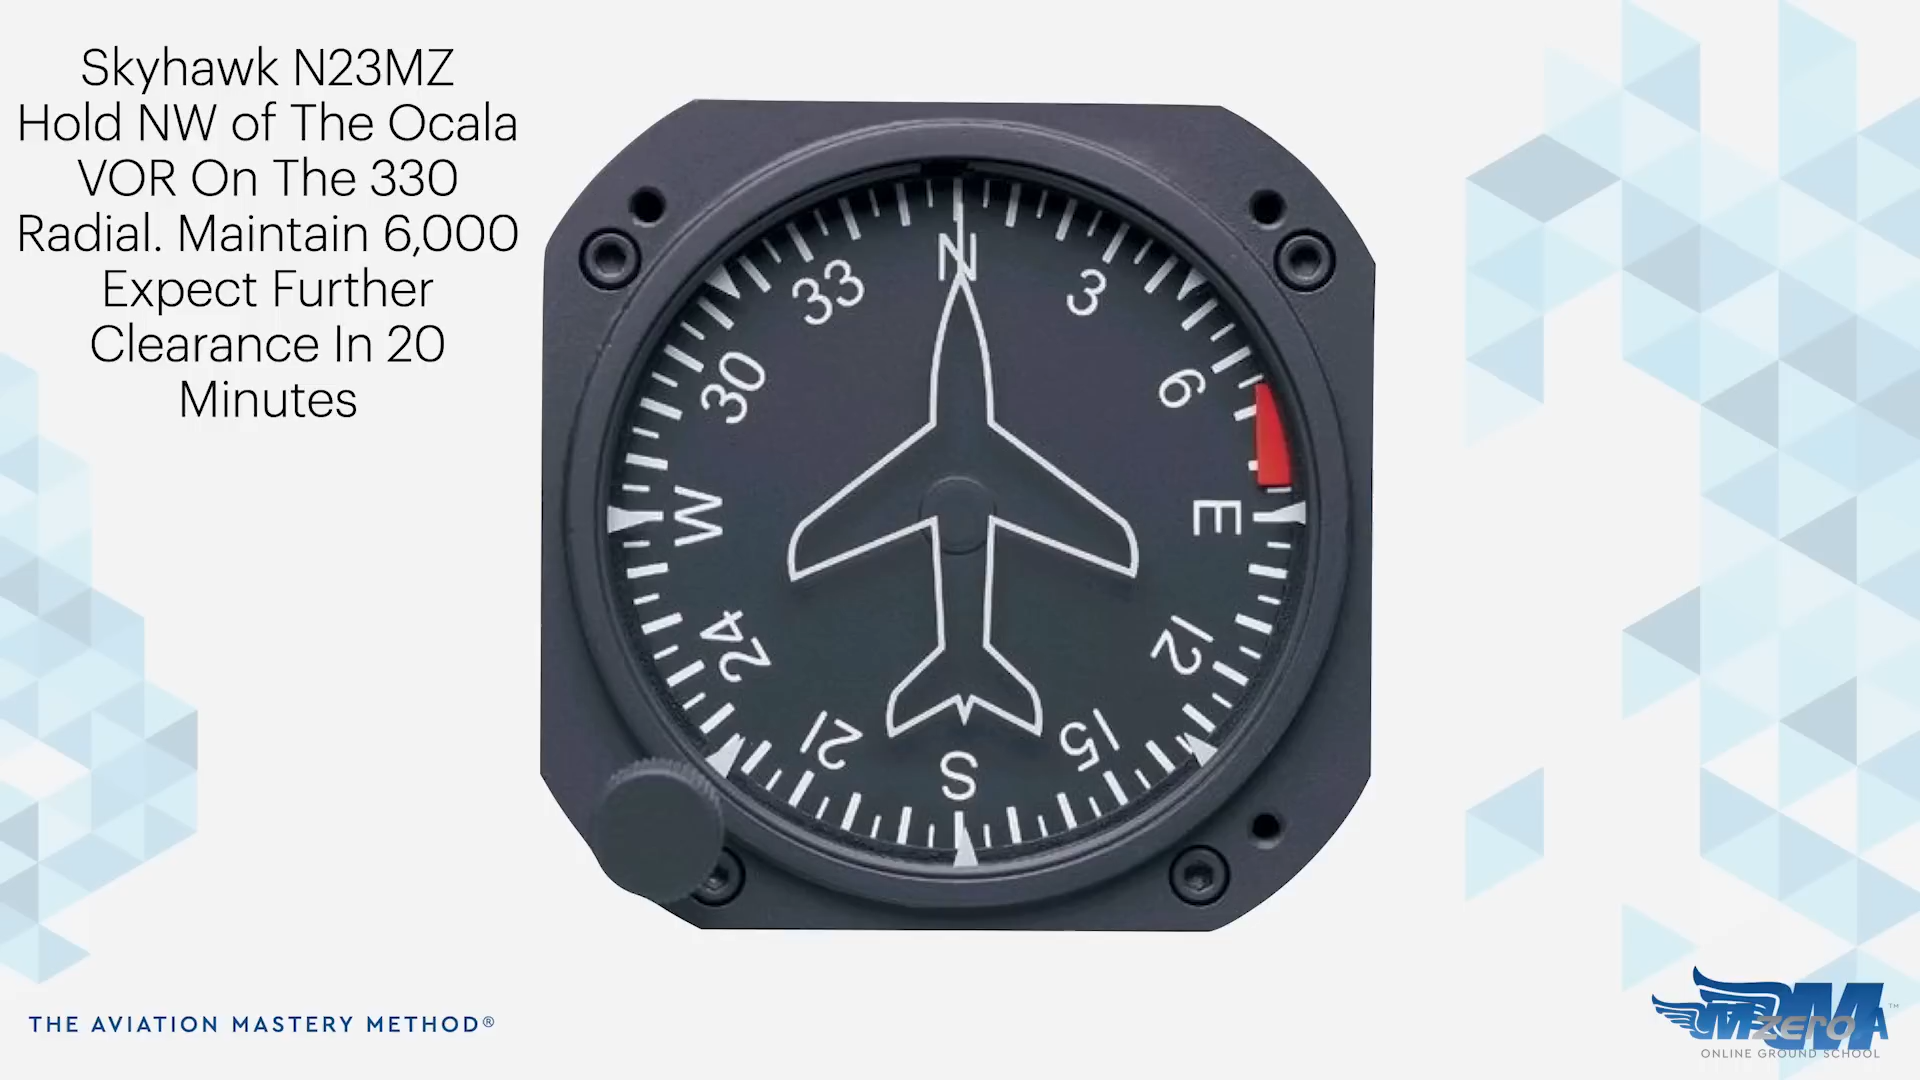 Skyhawk N23MZ
Hold NW of The Ocala
VOR On The 330
Radial. Maintain 6,000
Expect Further
Clearance In 20
Minutes
N
33
3
30
6
W
E
24
12
21
15
S
THE AVIATION MASTERY METHOD®
MzeroA™
ONLINE GROUND SCHOOL